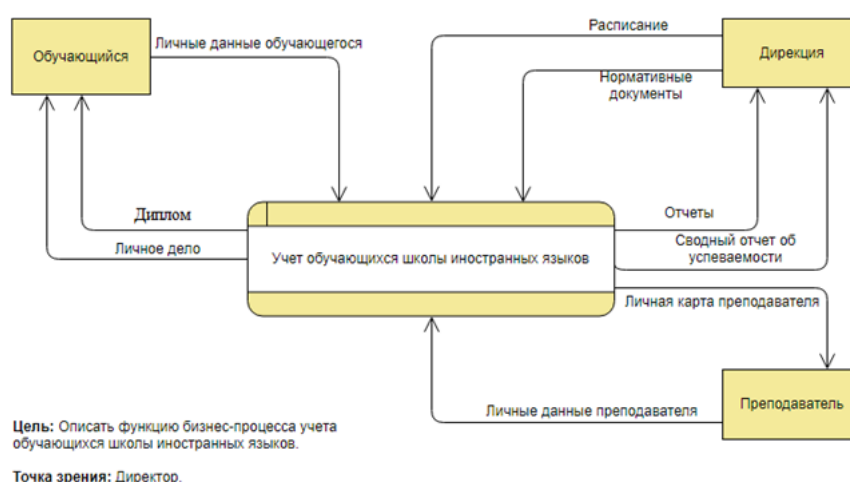 Расписание
Обучающийся
Личные данные обучающегося
Дирекция
Нормативные
документы
Диплом
Отчеты
Личное дело
Учет обучающихся школы иностранных языков
Сводный отчет об
успеваемости
Личная карта преподавателя
Преподаватель
Личные данные преподавателя
Цель: Описать функцию бизнес-процесса учета
обучающихся школы иностранных языков.
Точка зрения: Директор.